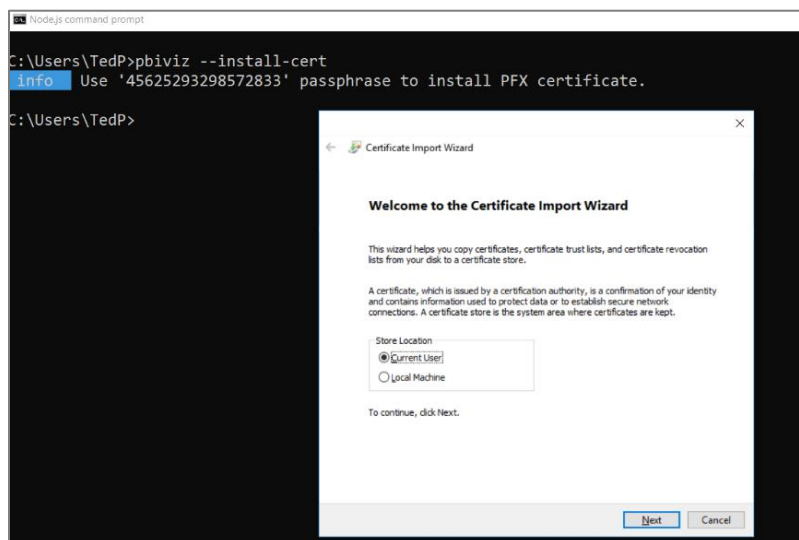 Node.js command prompt
C:\Users\TedP>pbiviz --install-cert
info Use '45625293298572833' passphrase to install PFX certificate.
C:\Users\TedP>
Certificate Import Wizard
Welcome to the Certificate Import Wizard
This wizard helps you copy certificates, certificate trust lists, and certificate revocation
lists from your disk to a certificate store.
A certificate, which is issued by a certification authority, is a confirmation of your identity
and contains information used to protect data or to establish secure network
connections. A certificate store is the system area where certificates are kept.
Store Location
Current User
Local Machine
To continue, click Next.
Next
Cancel